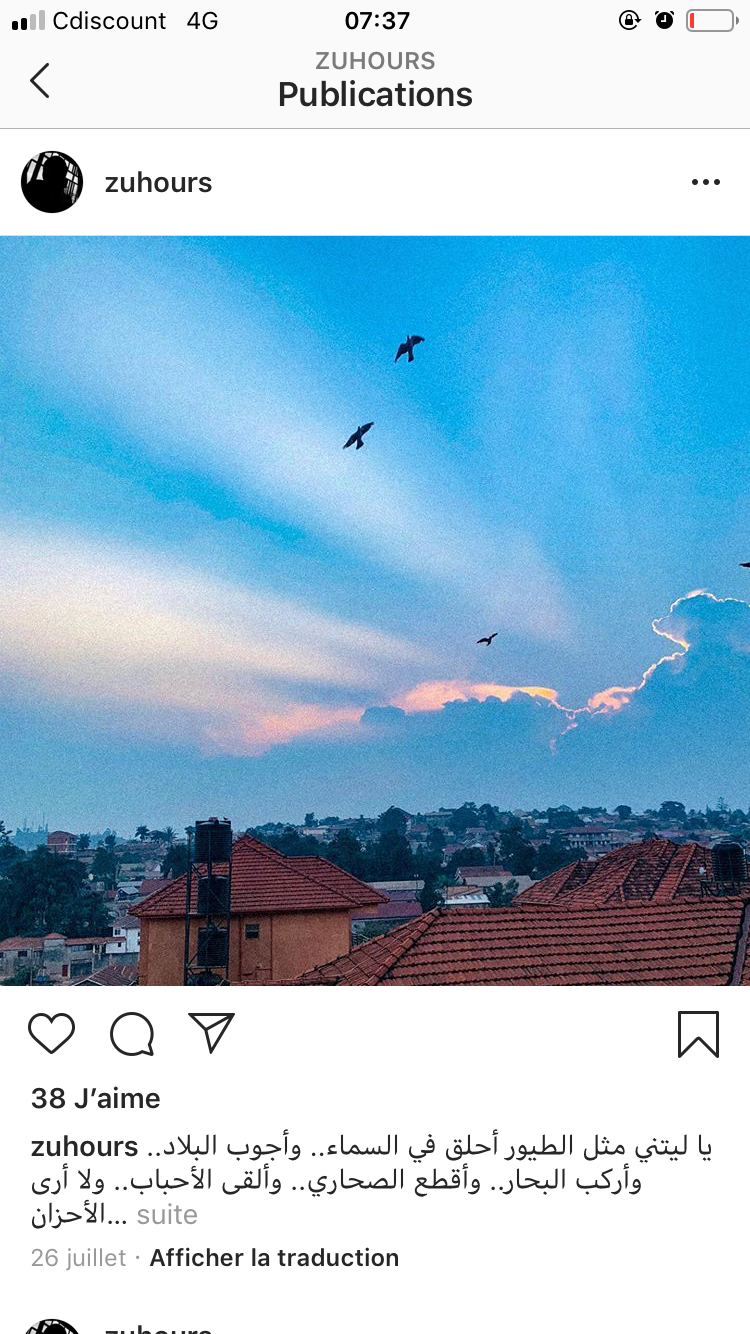 Cdiscount 4G 07:37
ZUHOURS
Publications
zuhours
38 J’aime
zuhours يا ليتني مثل الطيور أحلق في السماء.. وأجوب البلاد..
وأركب البحار.. وأقطع الصحاري.. وألقى الأحباب.. ولا أرى
الأحزان... suite
26 juillet · Afficher la traduction
zuhours